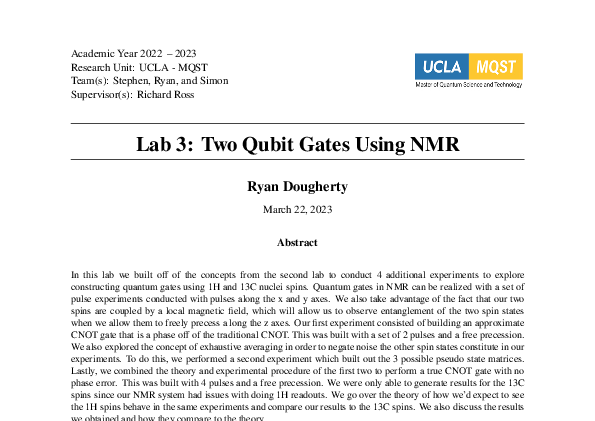 Academic Year 2022 – 2023
Research Unit: UCLA - MQST
Team(s): Stephen, Ryan, and Simon
Supervisor(s): Richard Ross
UCLA MQST
Master of Quantum Science and Technology
Lab 3: Two Qubit Gates Using NMR
Ryan Dougherty
March 22, 2023
Abstract
In this lab we built off of the concepts from the second lab to conduct 4 additional experiments to explore
constructing quantum gates using 1H and 13C nuclei spins. Quantum gates in NMR can be realized with a set of
pulse experiments conducted with pulses along the x and y axes. We also take advantage of the fact that our two
spins are coupled by a local magnetic field, which will allow us to observe entanglement of the two spin states
when we allow them to freely precess along the z axes. Our first experiment consisted of building an approximate
CNOT gate that is a phase off of the traditional CNOT. This was built with a set of 2 pulses and a free precession.
We also explored the concept of exhaustive averaging in order to negate noise the other spin states constitute in our
experiments. To do this, we performed a second experiment which built out the 3 possible pseudo state matrices.
Lastly, we combined the theory and experimental procedure of the first two to perform a true CNOT gate with no
phase error. This was built with 4 pulses and a free precession. We were only able to generate results for the 13C
spins since our NMR system had issues with doing 1H readouts. We go over the theory of how we'd expect to see
the 1H spins behave in the same experiments and compare our results to the 13C spins. We also discuss the results
we obtained and how they compare to the theory.